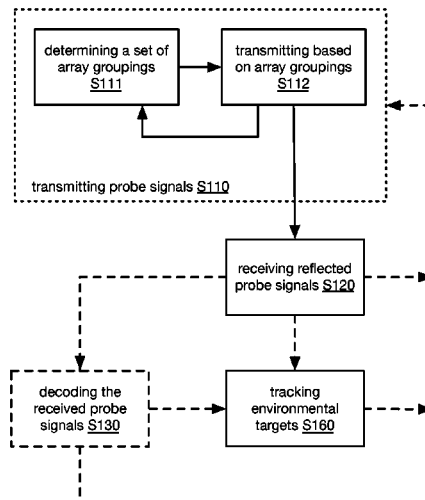 determining a set of
array groupings
S111
transmitting based
on array groupings
S112
transmitting probe signals S110
receiving reflected
probe signals S120
decoding the
received probe
signals S130
tracking
environmental
targets S160